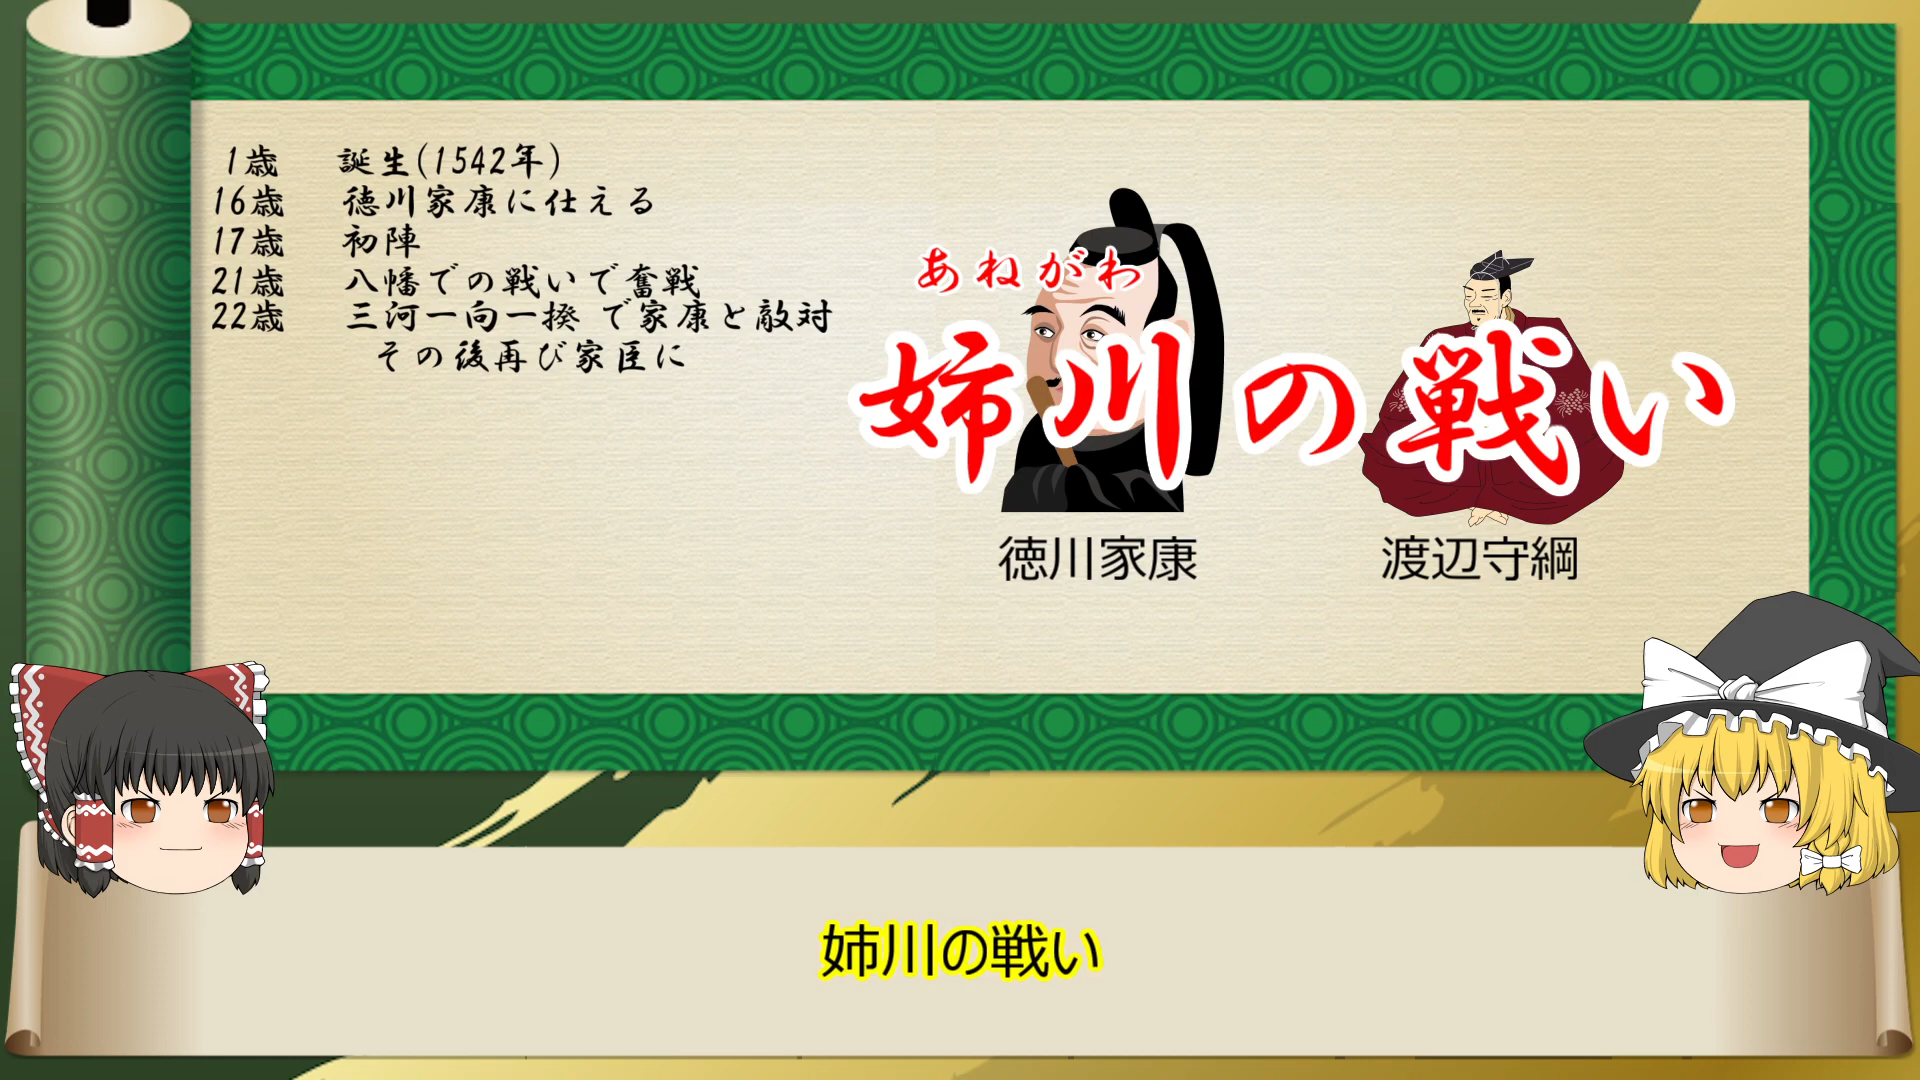 1歳 誕生(1542年)
16歳 徳川家康に仕える
17歳 初陣
21歳 八幡での戦いで奮戦
22歳 三河一向一揆で家康と敵対
その後再び家臣に
あねがわ
姉川の戦い
徳川家康
渡辺守綱
姉川の戦い